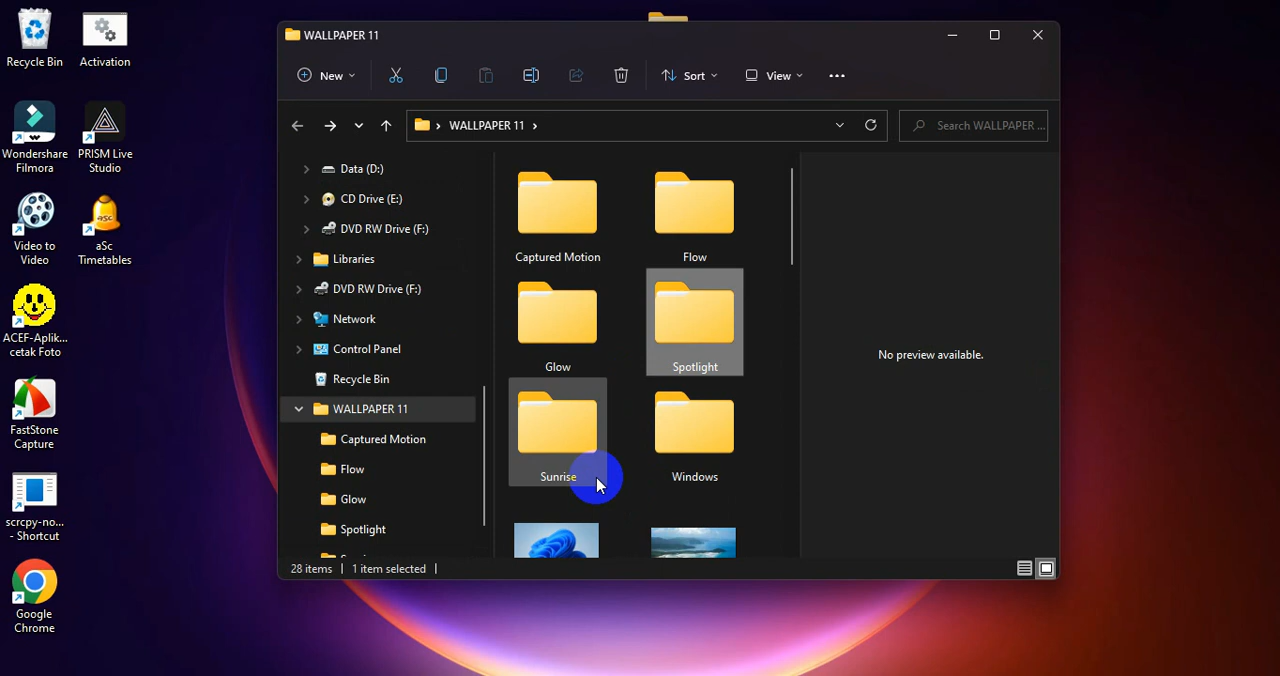 Recycle Bin
Activation
Wondershare
Filmora
PRISM Live
Studio
Video to
Video
asc
aSc
Timetables
ACEF-Aplik...
cetak Foto
FastStone
Capture
scrcpy-no...
- Shortcut
Google
Chrome
WALLPAPER 11
New
Sort
View
WALLPAPER 11
Search WALLPAPER ...
Data (D:)
CD Drive (E:)
DVD RW Drive (F:)
Libraries
DVD RW Drive (F:)
Network
Control Panel
Recycle Bin
WALLPAPER 11
Captured Motion
Flow
Glow
Spotlight
Captured Motion
Flow
Glow
Spotlight
Sunrise
Windows
No preview available.
28 items
1 item selected